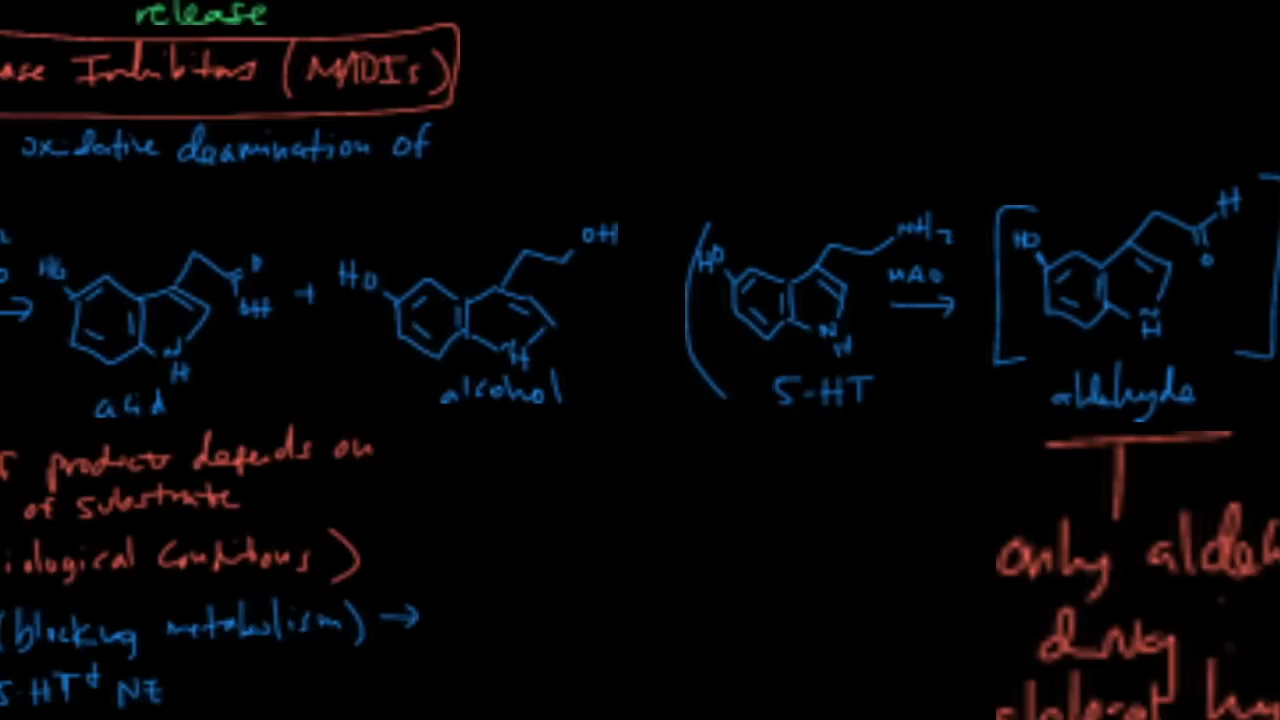 release
ase Inhibitors (MAOIs)
oxidative deamination of
HO
OH
N
H
acid
+
HO
OH
H
alcohol
HO
NH2
N
H
5-HT
MAO
HO
H
O
N
H
aldehyde
products depends on
of substrate
iological Conditions)
(blocking metabolism) →
5-HT + NE
only aldeh
drug